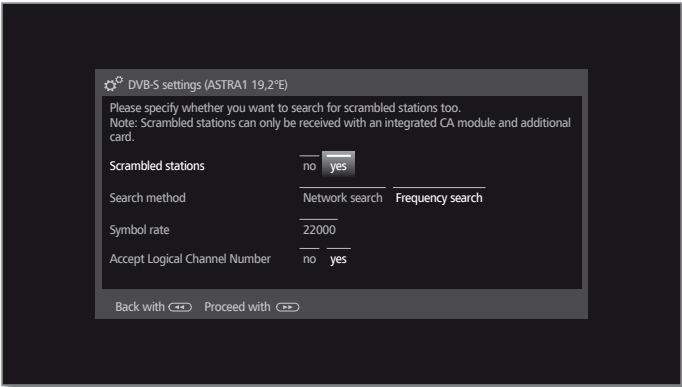 DVB-S settings (ASTRA1 19,2°E)
Please specify whether you want to search for scrambled stations too.
Note: Scrambled stations can only be received with an integrated CA module and additional
card.
Scrambled stations no yes
Search method Network search Frequency search
Symbol rate 22000
Accept Logical Channel Number no yes
Back with Proceed with